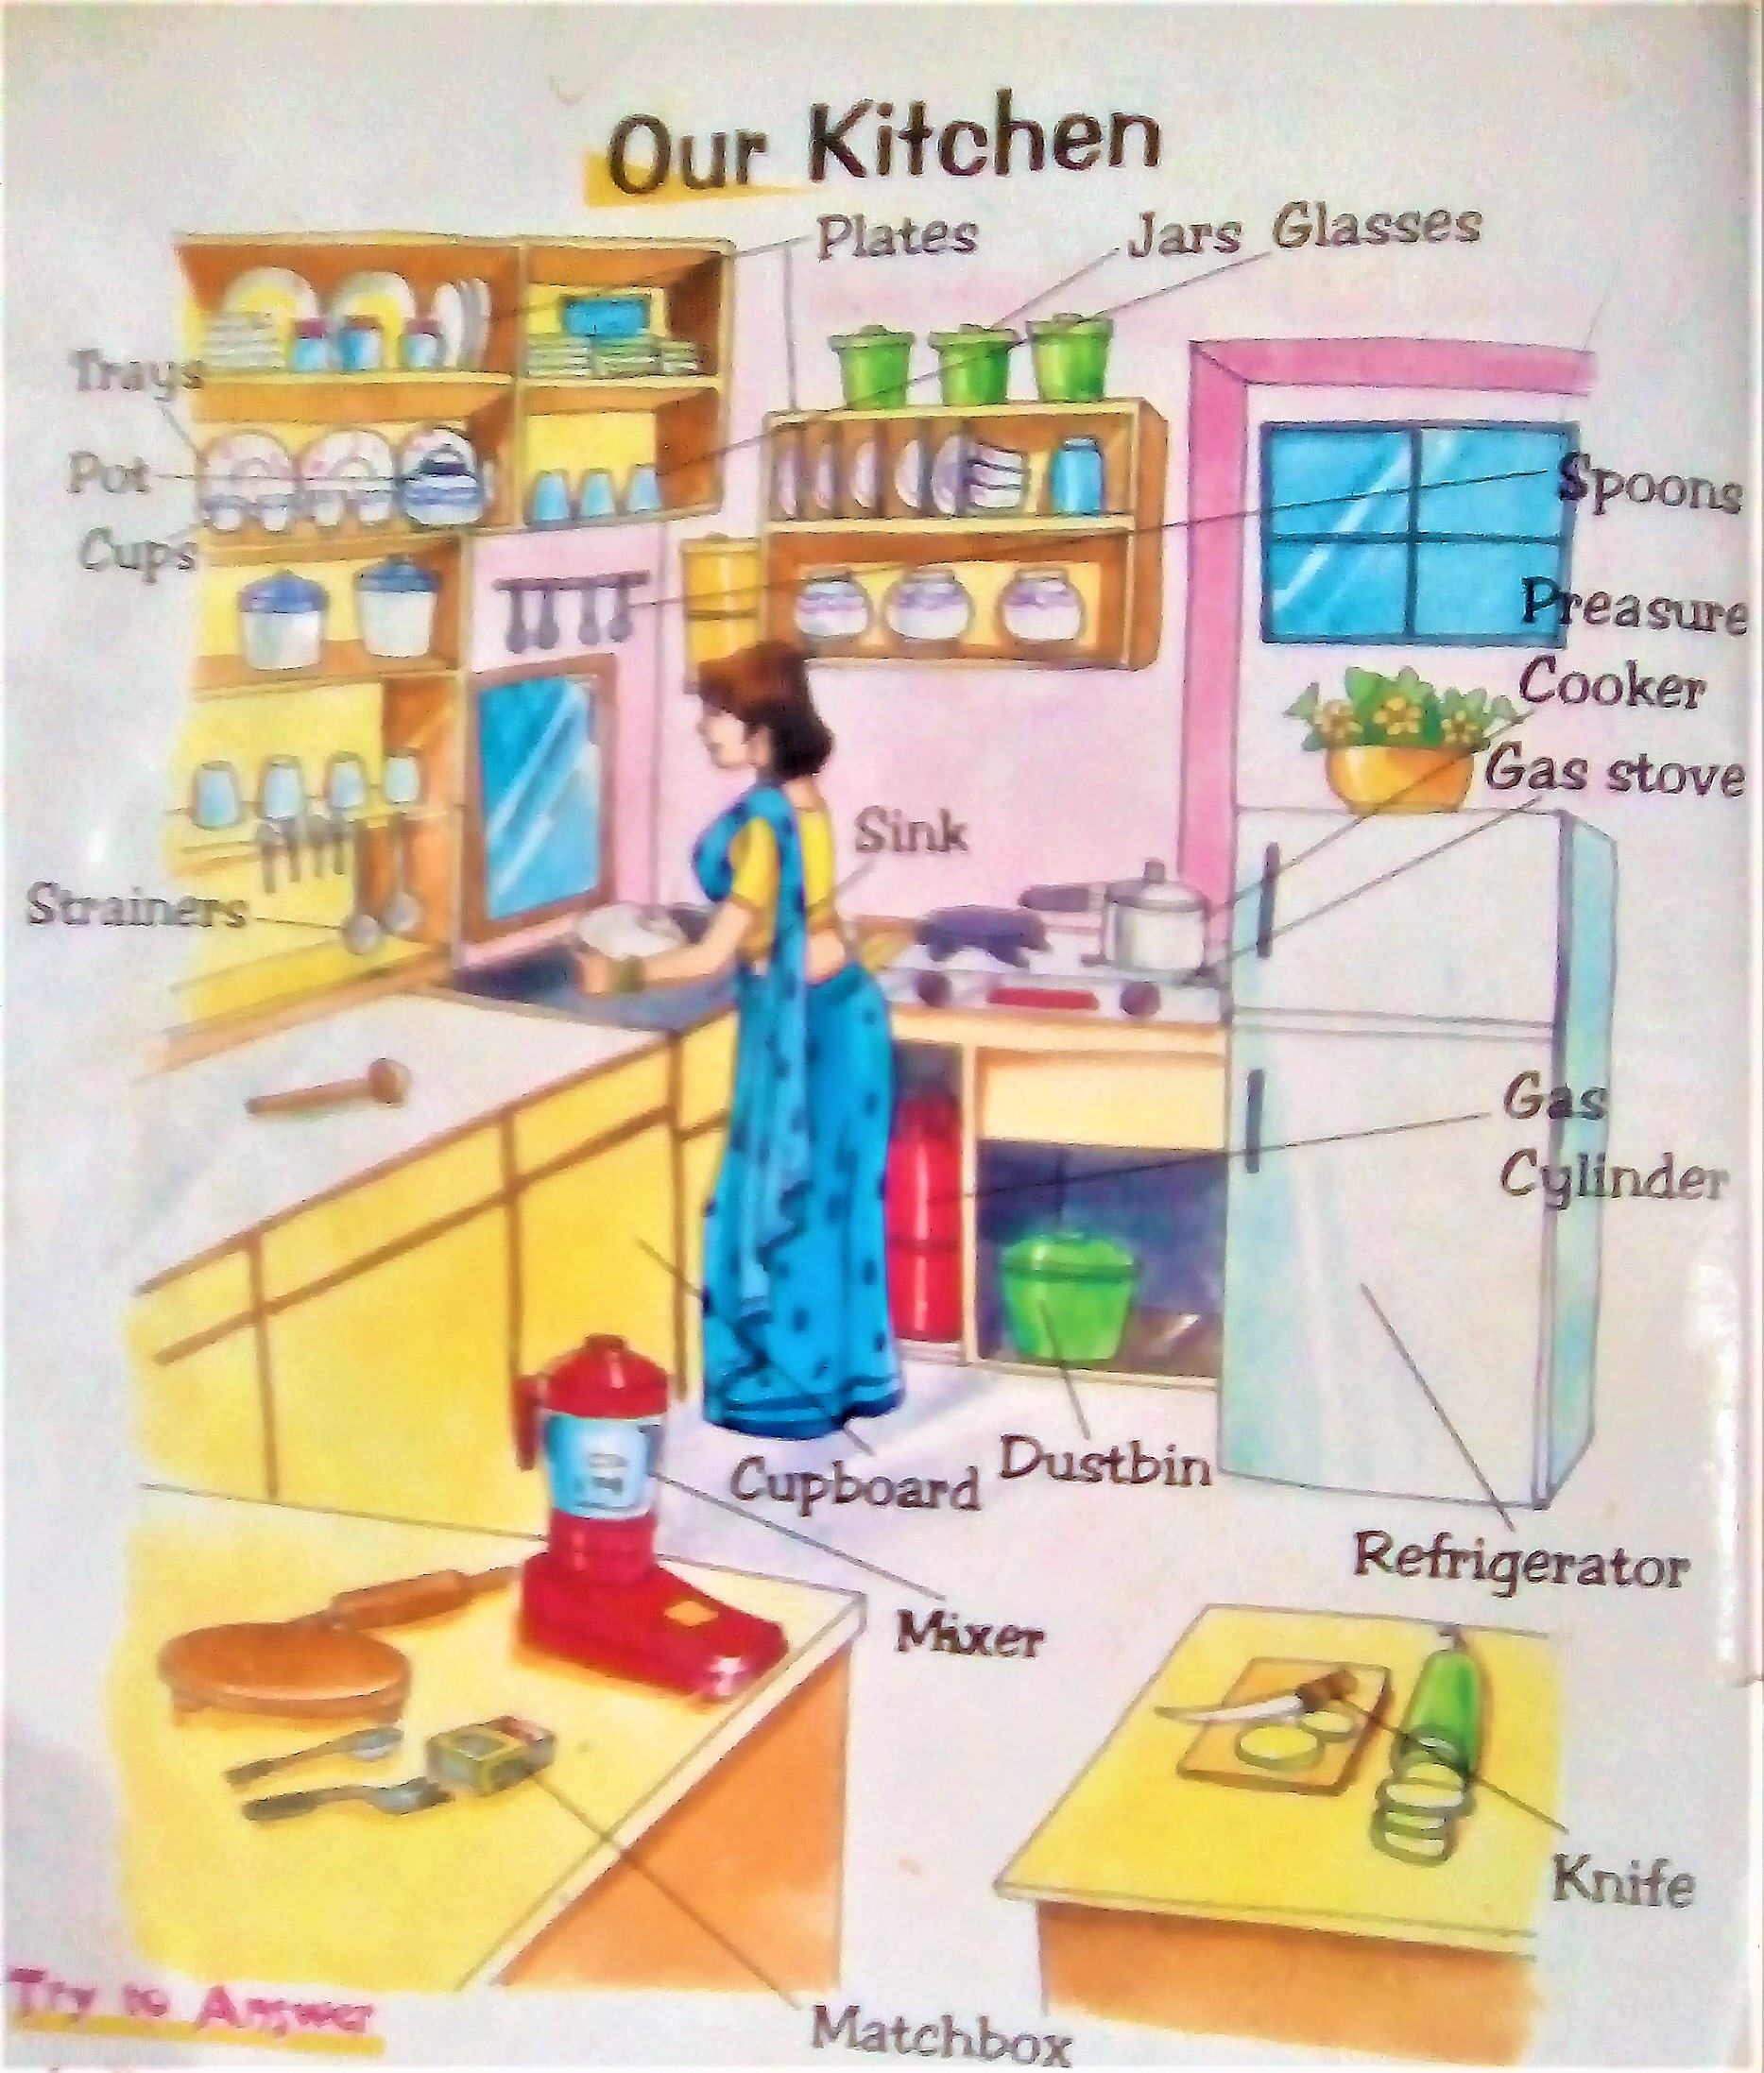 Our Kitchen
Plates
Jars
Glasses
Trays
Pot
Cups
Spoons
Preasure
Cooker
Gas stove
Sink
Strainers
Gas
Cylinder
Cupboard
Dustbin
Refrigerator
Mixer
Knife
Matchbox
Try to Answer